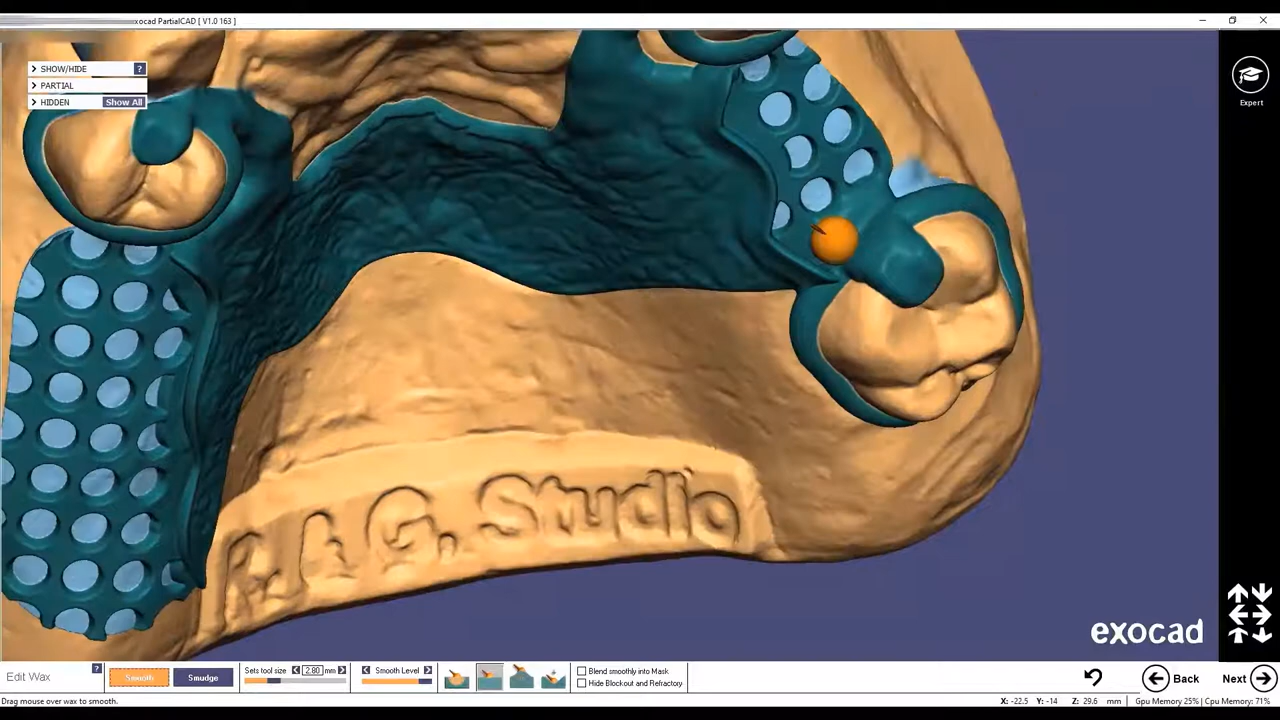 exocad PartialCAD [ V1.0 163 ]
SHOW/HIDE ?
PARTIAL
HIDDEN Show All
Expert
G. Studio
exocad
Edit Wax ?
Smooth Smudge
Sets tool size 2.80 mm
Smooth Level
Blend smoothly into Mask
Hide Blockout and Refractory
Back Next
Drag mouse over wax to smooth.
X: -22.5 Y: -14 Z: 29.6 mm
Gpu Memory 25% | Cpu Memory: 71%